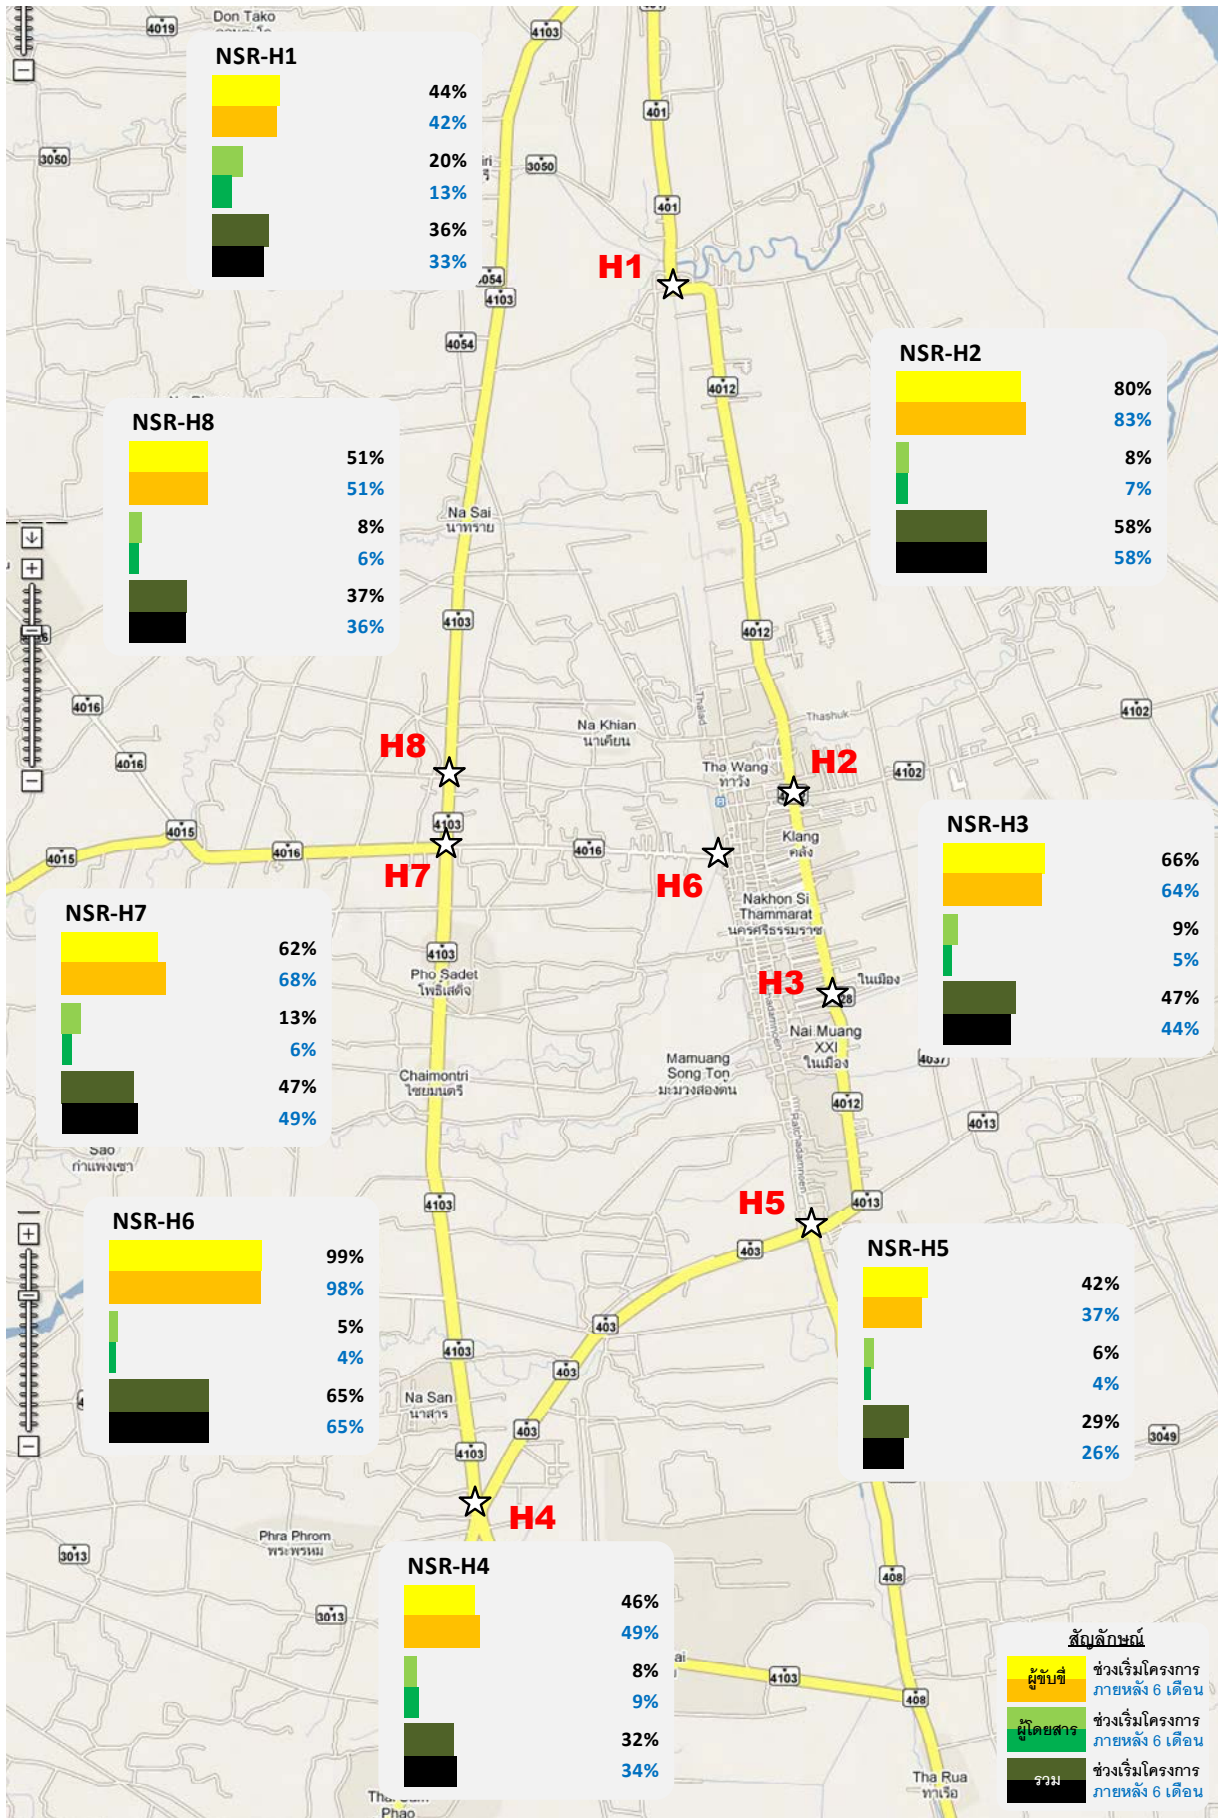 Don Tako
4019
4103
401
NSR-H1
44%
42%
20%
13%
36%
33%
401
3050
3050
401
H1
4054
4103
4054
4012
NSR-H2
80%
83%
8%
7%
58%
58%
NSR-H8
51%
51%
8%
6%
37%
36%
Na Sai
นาทราย
4103
4012
4016
Thalad
Thashuk
4102
Na Khian
นาเคียน
H8
4016
Tha Wang
ท่าวัง
H2
4102
4103
4015
4015
4016
4016
H7
H6
Klang
คลัง
NSR-H3
66%
64%
9%
5%
47%
44%
Nakhon Si
Thammarat
นครศรีธรรมราช
NSR-H7
62%
68%
13%
6%
47%
49%
4103
Pho Sadet
โพธิ์เสด็จ
H3
28
ในเมือง
Nai Muang
XXI
ในเมือง
Mamuang
Song Ton
มะม่วงสองต้น
4037
Chaimontri
ไชยมนตรี
4012
4013
Ratchadamnoen
Sao
กำแพงเซา
4103
H5
4013
403
NSR-H6
99%
98%
5%
4%
65%
65%
NSR-H5
42%
37%
6%
4%
29%
26%
403
4103
403
Na San
นาสาร
403
4103
3049
H4
Phra Phrom
พระพรหม
3013
3013
408
NSR-H4
46%
49%
8%
9%
32%
34%
4103
408
Tha Rua
ท่าเรือ
Phao
สัญลักษณ์
ผู้ขับขี่ ช่วงเริ่มโครงการ
ภายหลัง 6 เดือน
ผู้โดยสาร ช่วงเริ่มโครงการ
ภายหลัง 6 เดือน
รวม ช่วงเริ่มโครงการ
ภายหลัง 6 เดือน